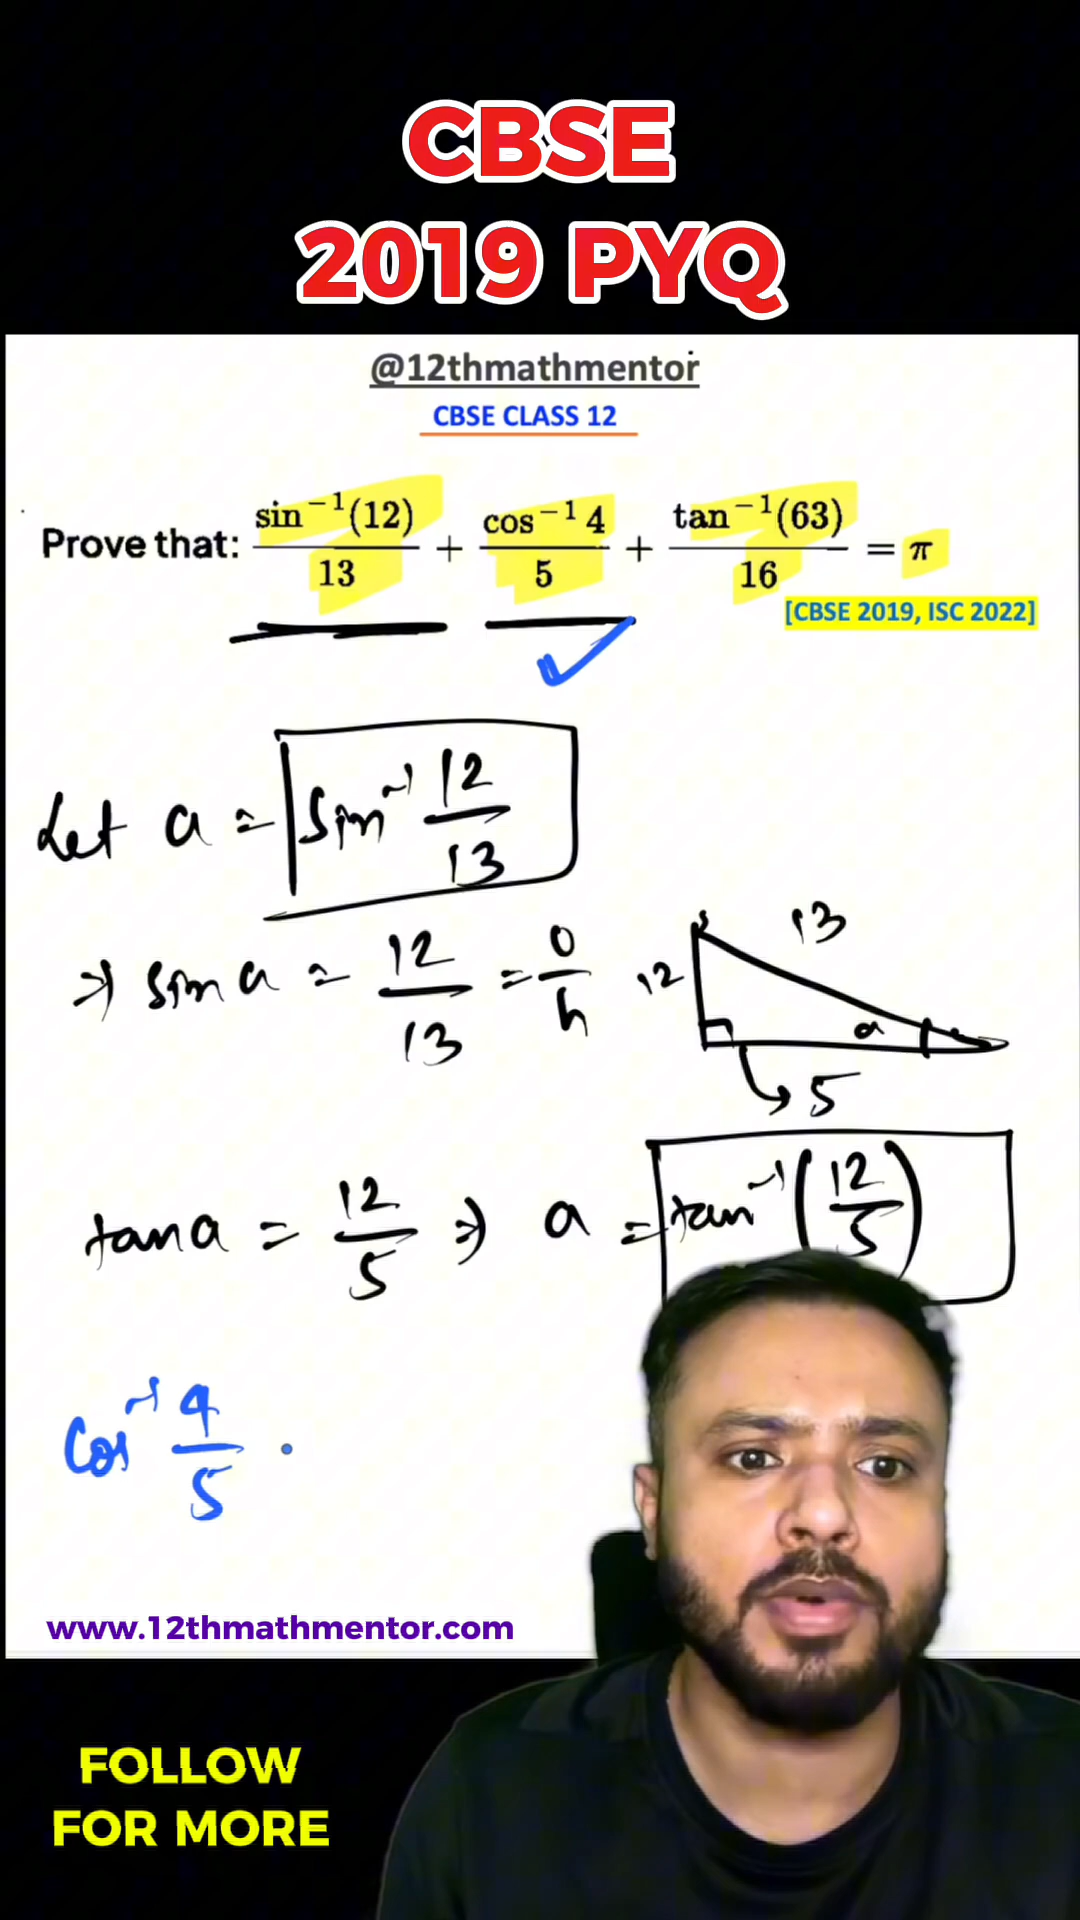 CBSE
2019 PYQ
@12thmathmentor
CBSE CLASS 12
Prove that: sin⁻¹(12)/13 + cos⁻¹4/5 + tan⁻¹(63)/16 = π
[CBSE 2019, ISC 2022]
Let a = sin⁻¹ 12/13
⇒ sin a = 12/13 = o/h
12
13
a
5
tan a = 12/5 ⇒ a = tan⁻¹(12/5)
cos⁻¹ 4/5
www.12thmathmentor.com
FOLLOW
FOR MORE